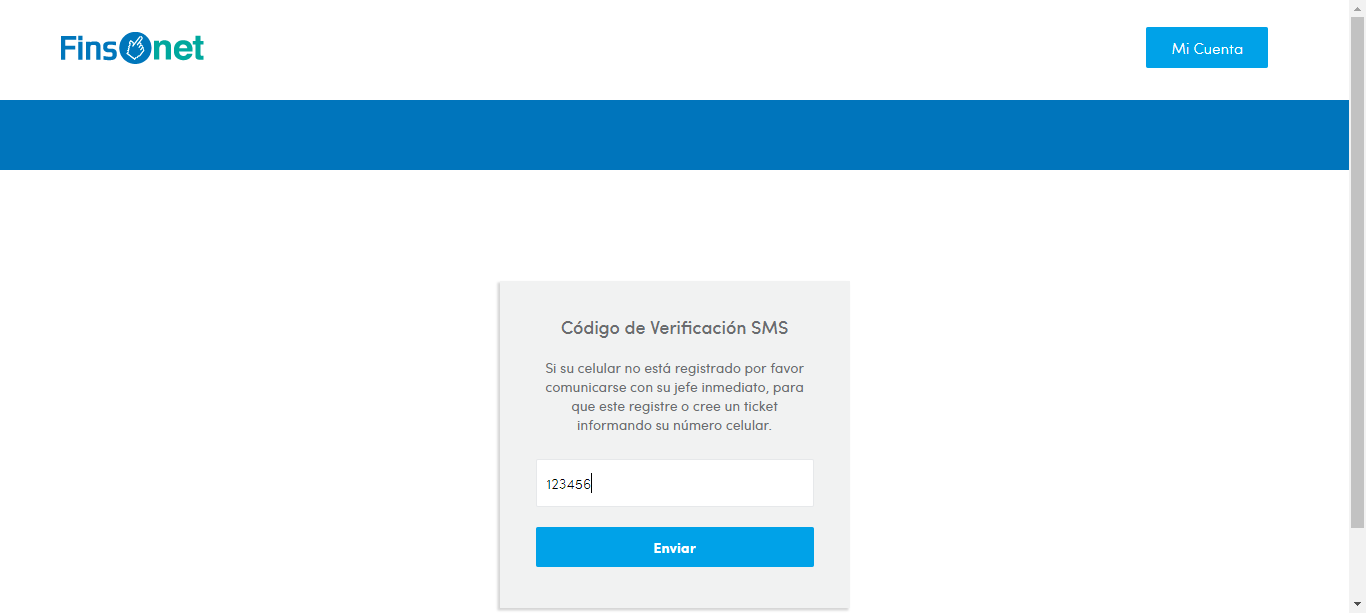 Finsonet
Mi Cuenta
Código de Verificación SMS
Si su celular no está registrado por favor
comunicarse con su jefe inmediato, para
que este registre o cree un ticket
informando su número celular.
123456
Enviar